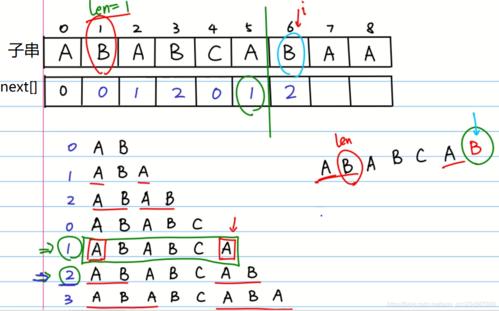 len=1
i
0 1 2 3 4 5 6 7 8
子串 A B A B C A B A A
next[] 0 0 1 2 0 1 2
0 A B
1 A B A
2 A B A B
0 A B A B C
1 A B A B C A
2 A B A B C A B
3 A B A B C A B A
len
A B A B C A B